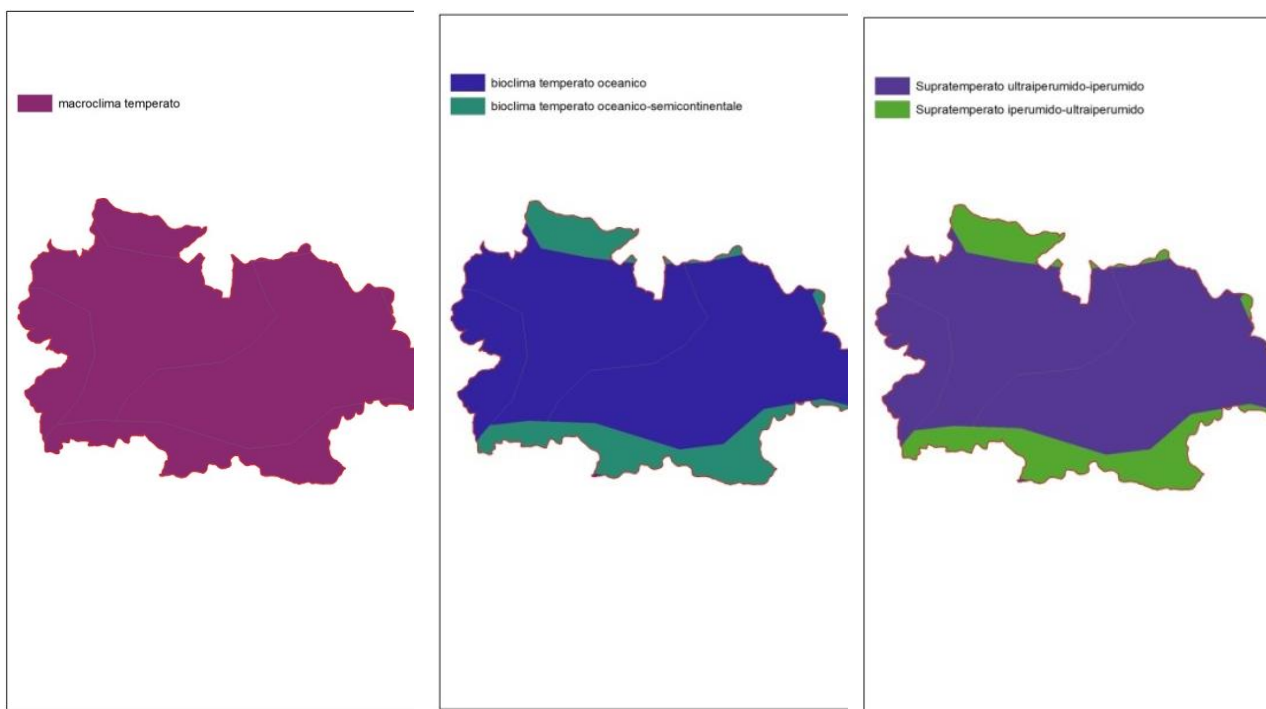 macroclima temperato
bioclima temperato oceanico
bioclima temperato oceanico-semicontinentale
Supratemperato ultraiperumido-iperumido
Supratemperato iperumido-ultraiperumido